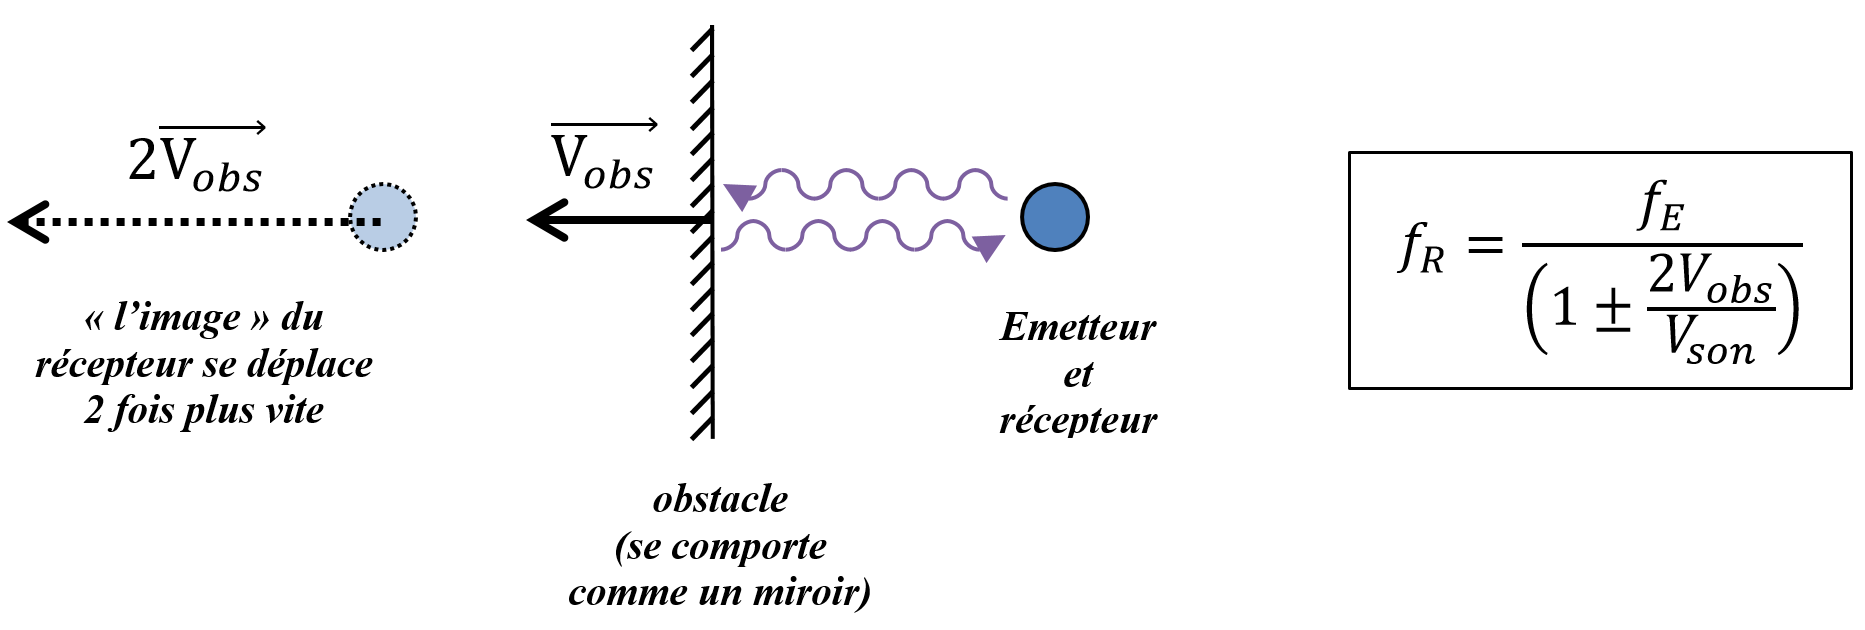 $2\overrightarrow{V_{obs}}$
« l’image » du
récepteur se déplace
2 fois plus vite
$\overrightarrow{V_{obs}}$
obstacle
(se comporte
comme un miroir)
Emetteur
et
récepteur
$f_R = \frac{f_E}{\left(1 \pm \frac{2V_{obs}}{V_{son}}\right)}$